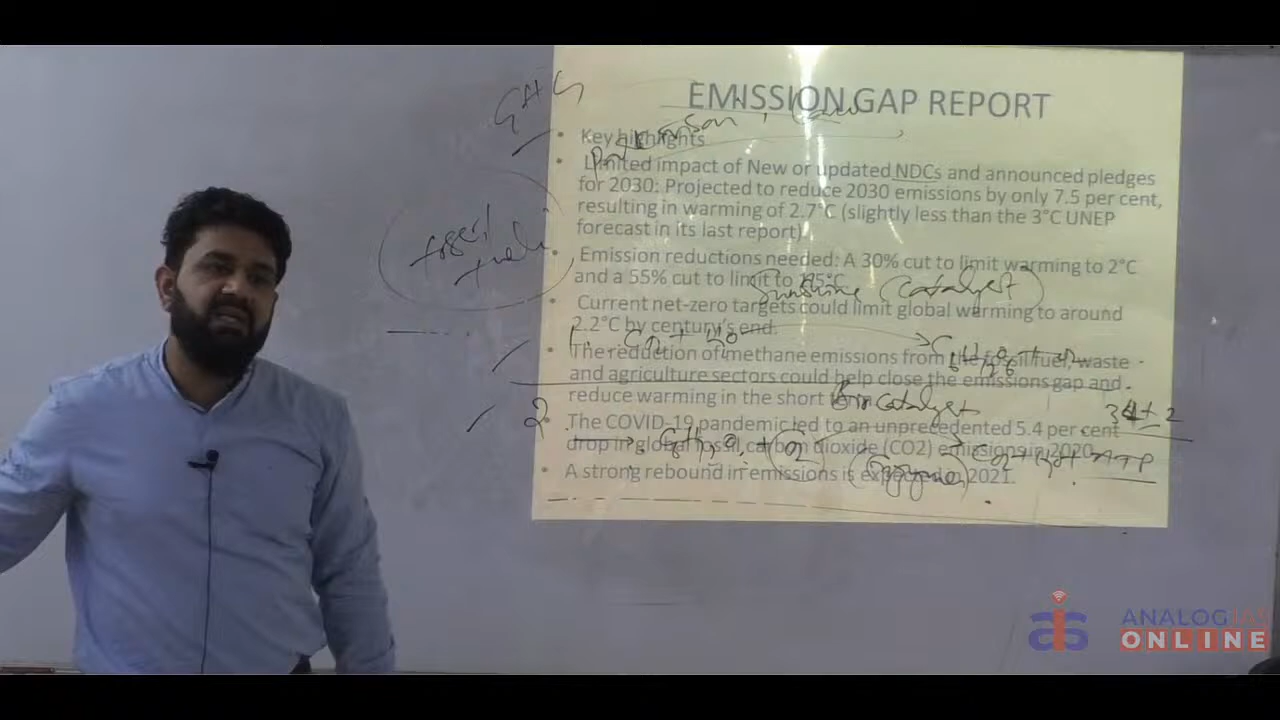 EMISSION GAP REPORT
GHG
• Key highlights
• Limited impact of New or updated NDCs and announced pledges
for 2030: Projected to reduce 2030 emissions by only 7.5 per cent,
resulting in warming of 2.7°C (slightly less than the 3°C UNEP
forecast in its last report).
fossil
fuel
• Emission reductions needed: A 30% cut to limit warming to 2°C
and a 55% cut to limit to 1.5°C
Sunshine (catalyst)
• Current net-zero targets could limit global warming to around
2.2°C by century's end.
• The reduction of methane emissions from the fossil fuel, waste
and agriculture sectors could help close the emissions gap and
reduce warming in the short
catalyst
2
• The COVID-19 pandemic led to an unprecedented 5.4 per cent
drop in global fossil carbon dioxide (CO2) emissions in 2020.
+ ATP
• A strong rebound in emissions is expected in 2021.
ANALOG IAS
ONLINE